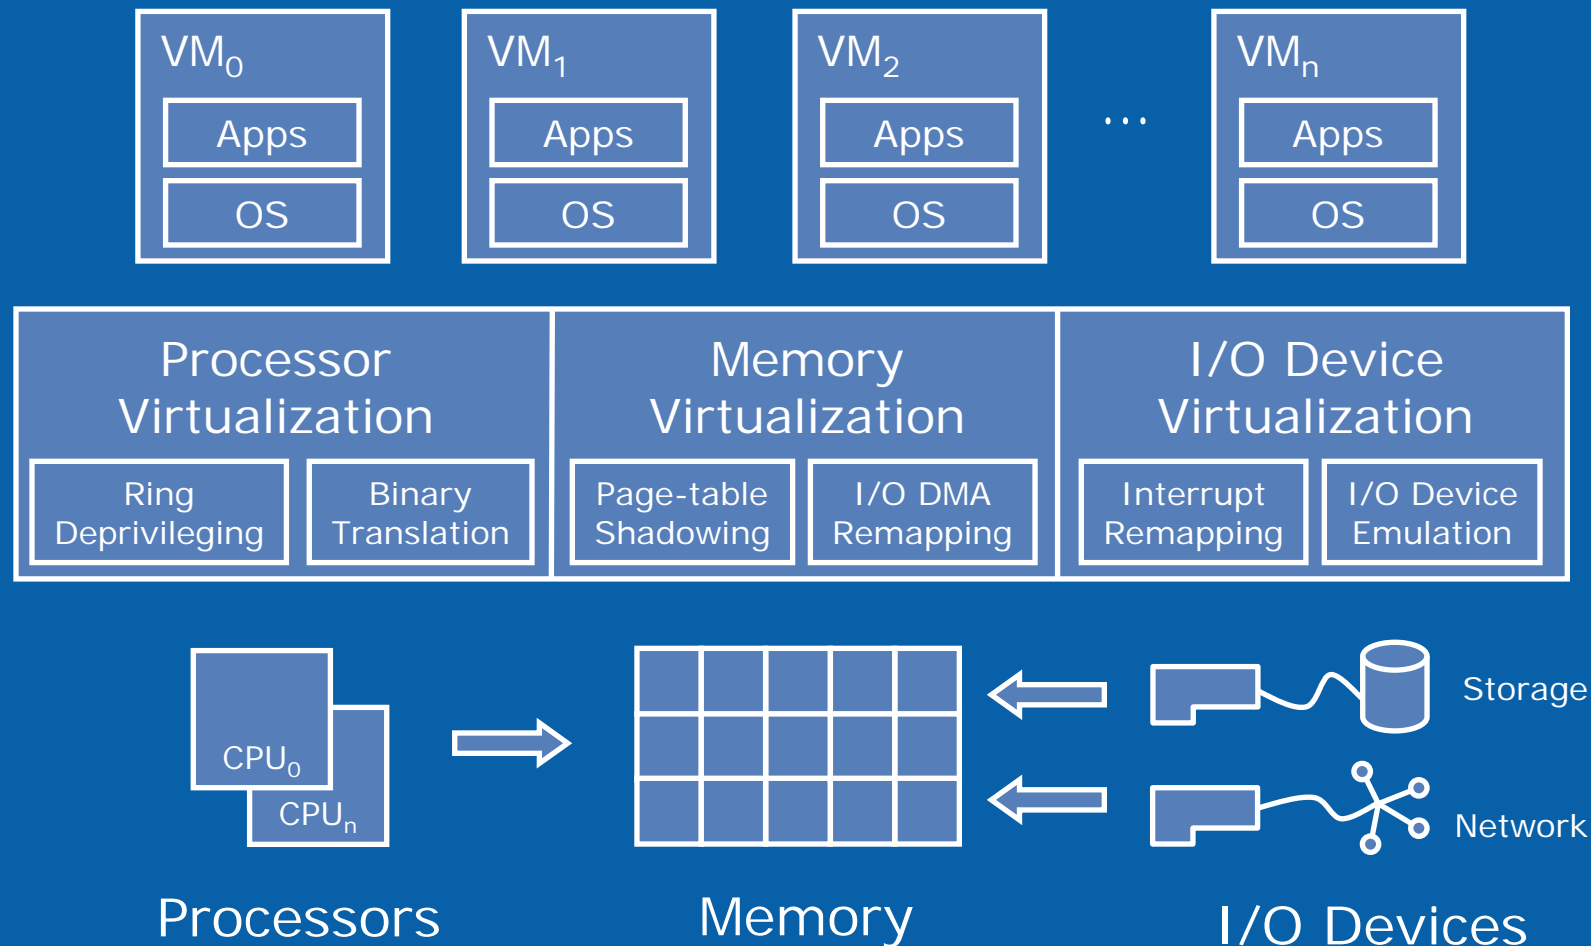 VM₀
Apps
OS
VM₁
Apps
OS
VM₂
Apps
OS
...
VMₙ
Apps
OS
Processor
Virtualization
Ring
Deprivileging
Binary
Translation
Memory
Virtualization
Page-table
Shadowing
I/O DMA
Remapping
I/O Device
Virtualization
Interrupt
Remapping
I/O Device
Emulation
CPU₀
CPUₙ
Processors
Memory
Storage
Network
I/O Devices